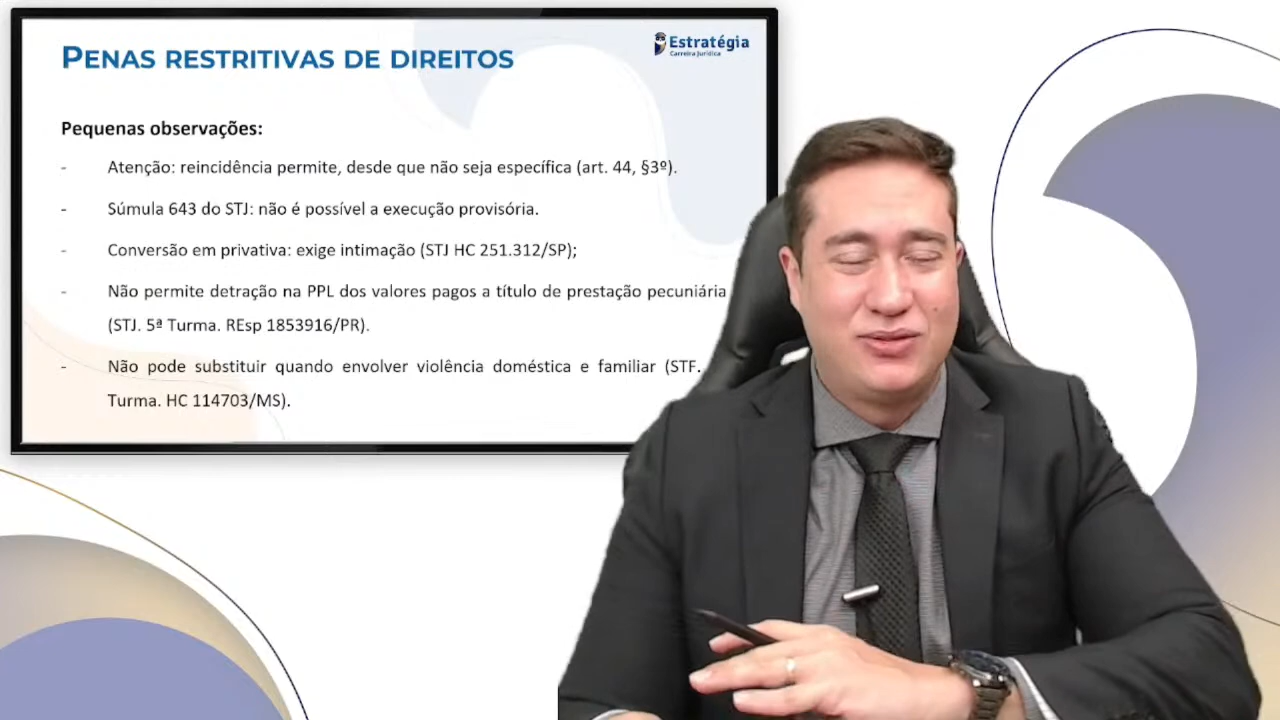 PENAS RESTRITIVAS DE DIREITOS
Estratégia
Carreira Jurídica
Pequenas observações:
- Atenção: reincidência permite, desde que não seja específica (art. 44, §3º).
- Súmula 643 do STJ: não é possível a execução provisória.
- Conversão em privativa: exige intimação (STJ HC 251.312/SP);
- Não permite detração na PPL dos valores pagos a título de prestação pecuniária
(STJ. 5ª Turma. REsp 1853916/PR).
- Não pode substituir quando envolver violência doméstica e familiar (STF.
Turma. HC 114703/MS).